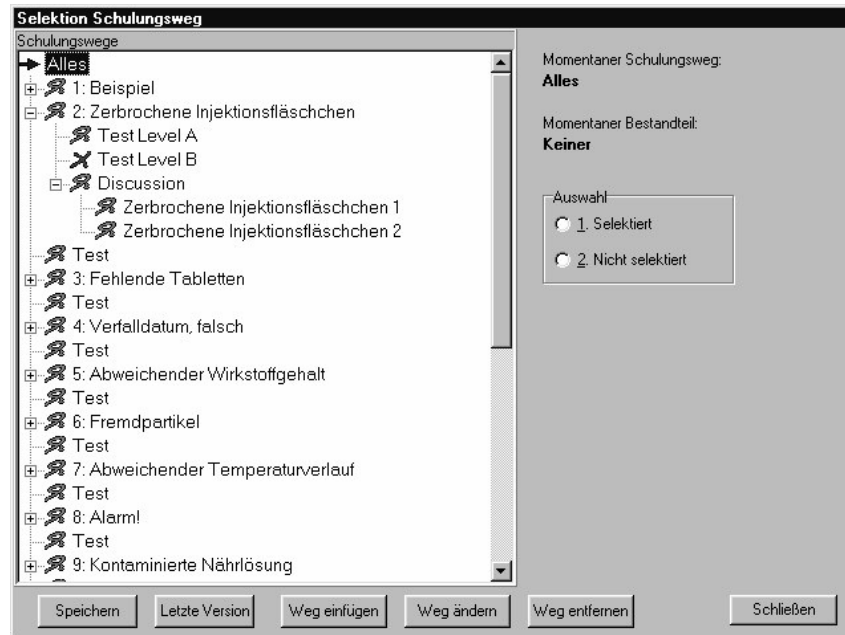 Selektion Schulungsweg
Schulungswege
Alles
1: Beispiel
2: Zerbrochene Injektionsfläschchen
Test Level A
Test Level B
Discussion
Zerbrochene Injektionsfläschchen 1
Zerbrochene Injektionsfläschchen 2
Test
3: Fehlende Tabletten
Test
4: Verfalldatum, falsch
Test
5: Abweichender Wirkstoffgehalt
Test
6: Fremdpartikel
Test
7: Abweichender Temperaturverlauf
Test
8: Alarm!
Test
9: Kontaminierte Nährlösung
Momentaner Schulungsweg:
Alles
Momentaner Bestandteil:
Keiner
Auswahl
1. Selektiert
2. Nicht selektiert
Speichern
Letzte Version
Weg einfügen
Weg ändern
Weg entfernen
Schließen